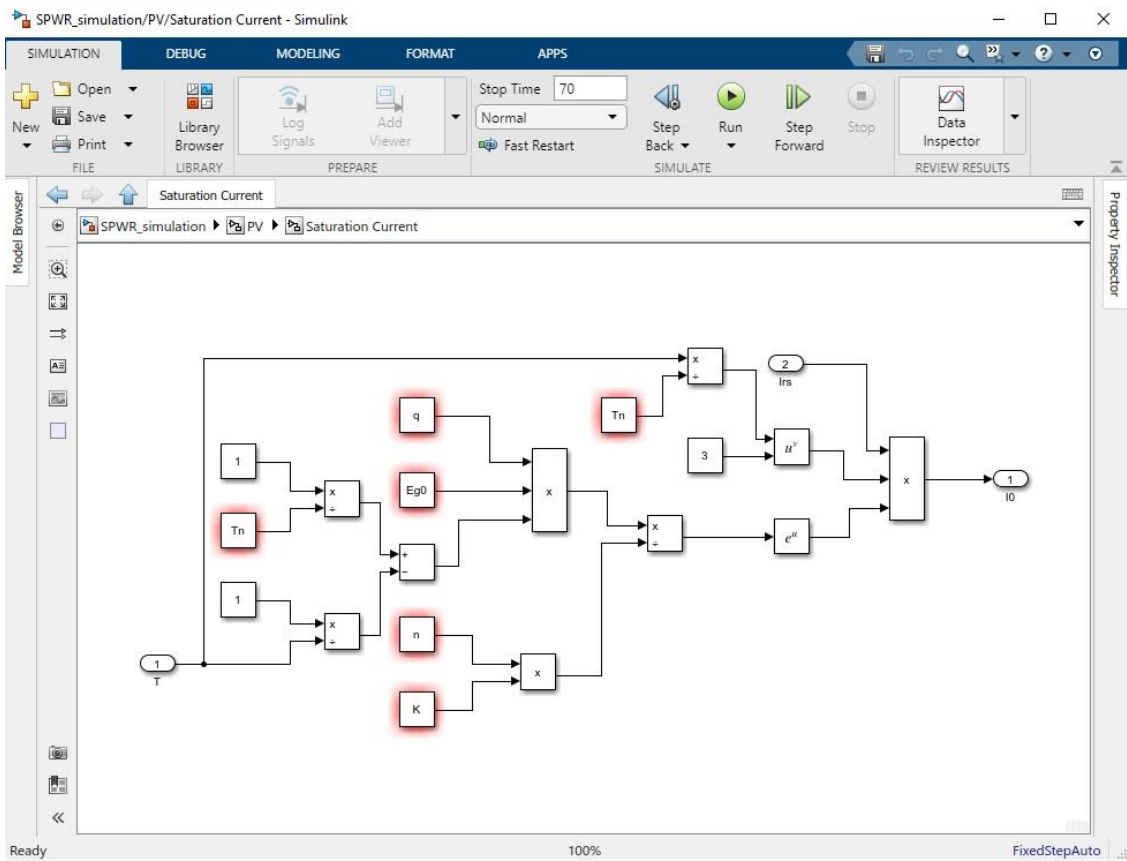 SPWR_simulation/PV/Saturation Current - Simulink
SIMULATION DEBUG MODELING FORMAT APPS
New
Open
Save
Print
FILE
Library Browser
LIBRARY
Log Signals
Add Viewer
PREPARE
Stop Time 70
Normal
Fast Restart
Step Back
Run
Step Forward
Stop
SIMULATE
Data Inspector
REVIEW RESULTS
Model Browser
Saturation Current
SPWR_simulation PV Saturation Current
Property Inspector
x
÷
2
Irs
q
Tn
3
u^v
1
Eg0
x
x
1
I0
x
÷
Tn
x
÷
e^u
+
−
1
x
÷
n
1
T
x
K
Ready 100% FixedStepAuto